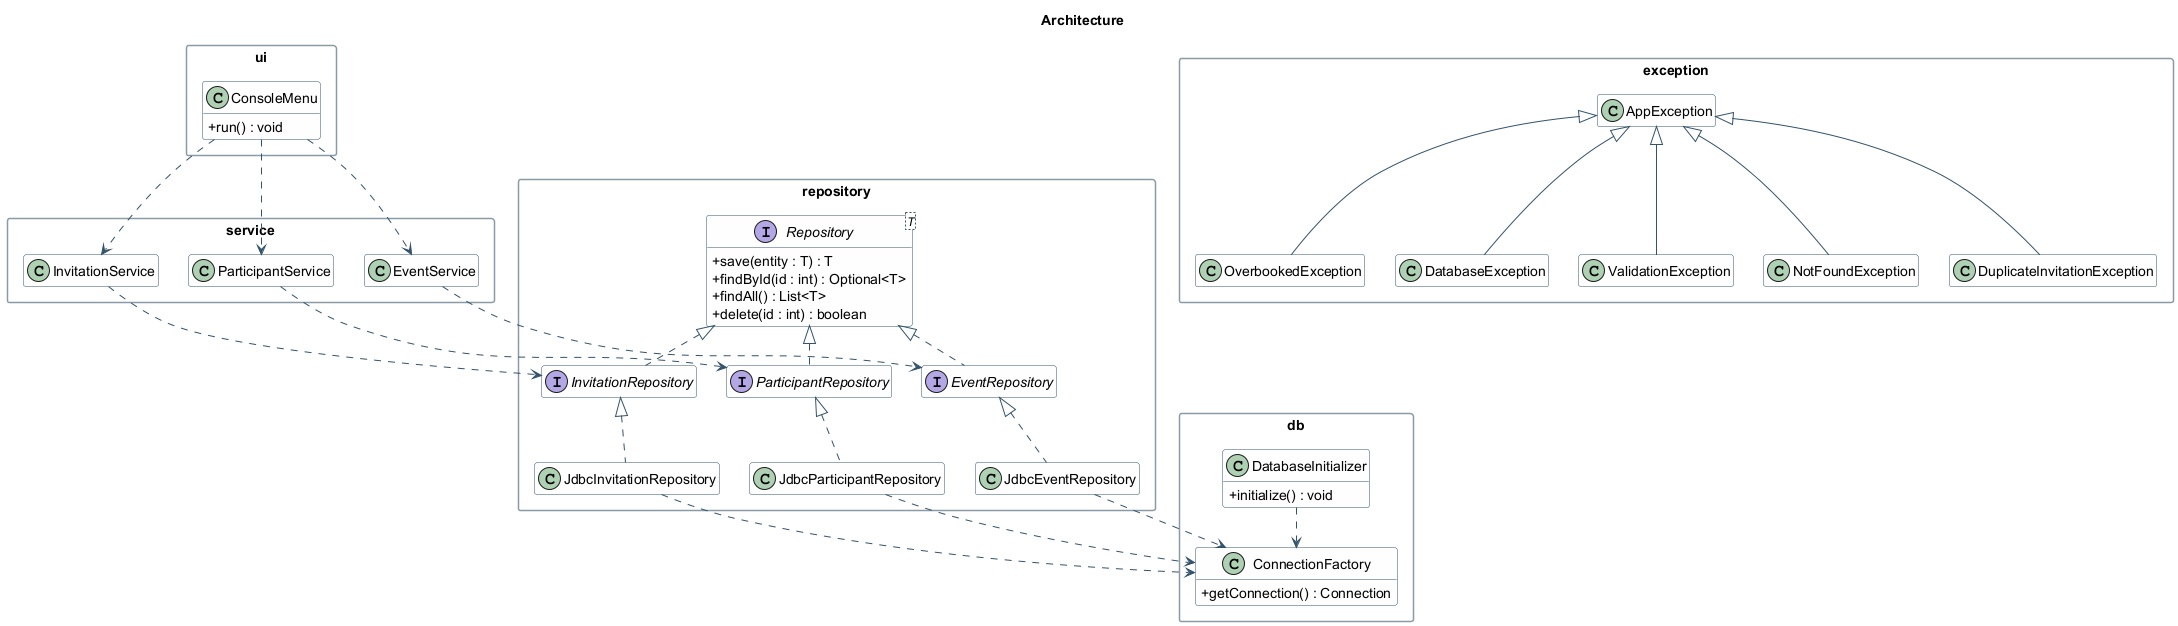 Architecture
ui
C ConsoleMenu
+run() : void
service
C InvitationService
C ParticipantService
C EventService
repository
I Repository
T
+save(entity : T) : T
+findById(id : int) : Optional<T>
+findAll() : List<T>
+delete(id : int) : boolean
I InvitationRepository
I ParticipantRepository
I EventRepository
C JdbcInvitationRepository
C JdbcParticipantRepository
C JdbcEventRepository
exception
C AppException
C OverbookedException
C DatabaseException
C ValidationException
C NotFoundException
C DuplicateInvitationException
db
C DatabaseInitializer
+initialize() : void
C ConnectionFactory
+getConnection() : Connection